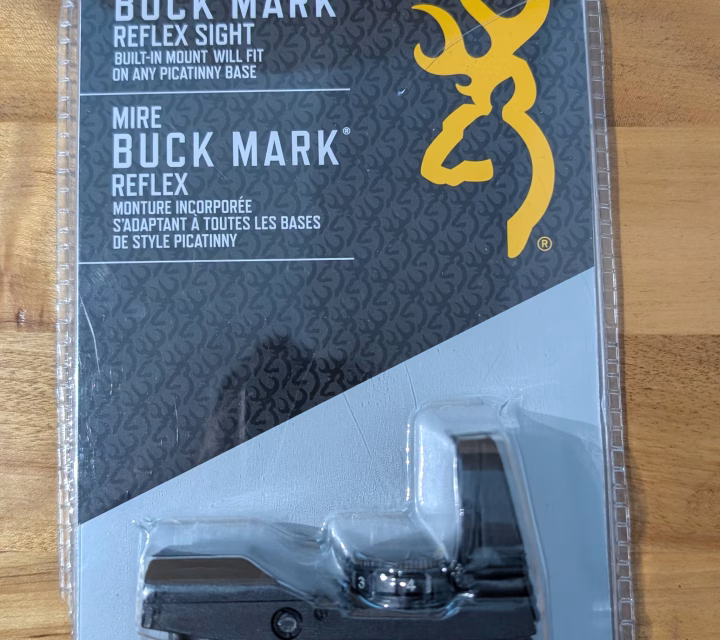 BUCK MARK
REFLEX SIGHT
BUILT-IN MOUNT WILL FIT
ON ANY PICATINNY BASE
MIRE
BUCK MARK®
REFLEX
MONTURE INCORPORÉE
S'ADAPTANT À TOUTES LES BASES
DE STYLE PICATINNY
®
3 4